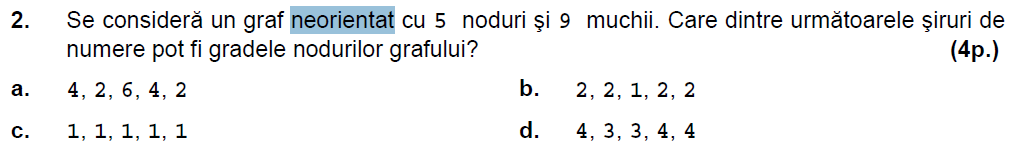 2. Se consideră un graf neorientat cu 5 noduri şi 9 muchii. Care dintre următoarele şiruri de
numere pot fi gradele nodurilor grafului? (4p.)
a. 4, 2, 6, 4, 2 b. 2, 2, 1, 2, 2
c. 1, 1, 1, 1, 1 d. 4, 3, 3, 4, 4